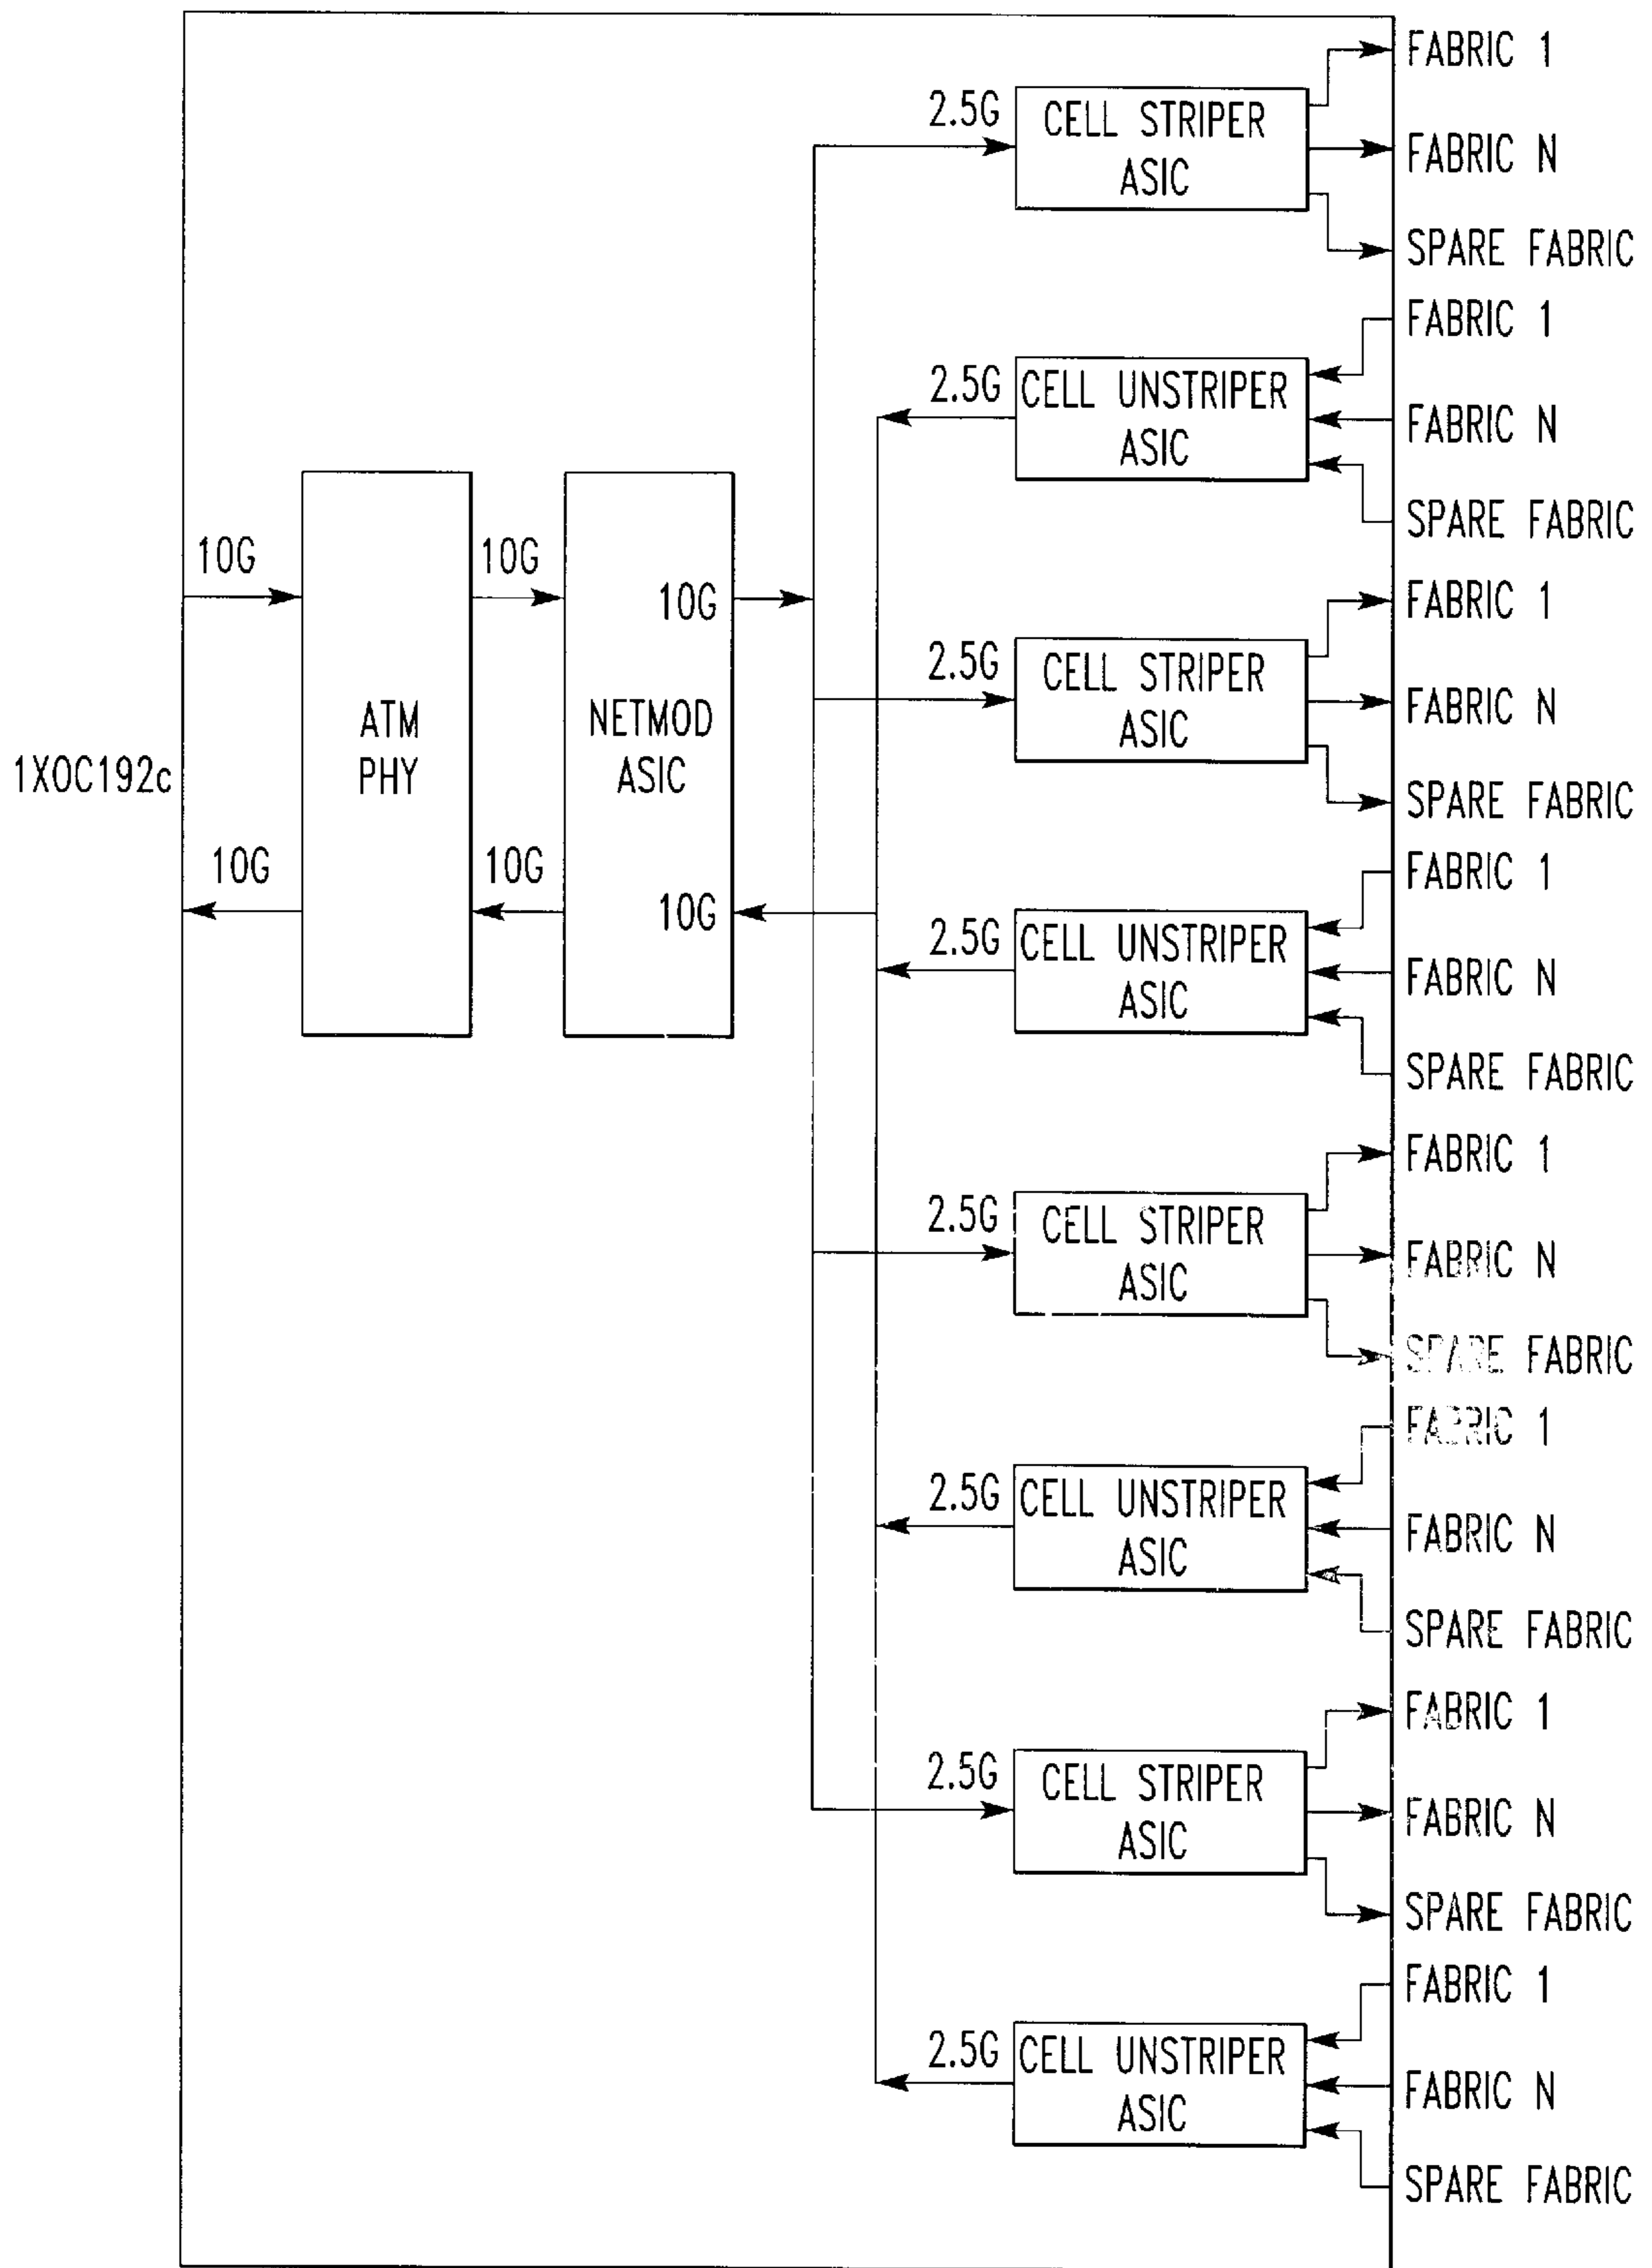 FABRIC 1
2.5G
CELL STRIPER
ASIC
FABRIC N
SPARE FABRIC
FABRIC 1
2.5G
CELL UNSTRIPER
ASIC
FABRIC N
SPARE FABRIC
10G
10G
10G
FABRIC 1
2.5G
CELL STRIPER
ASIC
FABRIC N
SPARE FABRIC
1XOC192c
ATM
PHY
NETMOD
ASIC
10G
10G
10G
FABRIC 1
2.5G
CELL UNSTRIPER
ASIC
FABRIC N
SPARE FABRIC
FABRIC 1
2.5G
CELL STRIPER
ASIC
FABRIC N
SPARE FABRIC
FABRIC 1
2.5G
CELL UNSTRIPER
ASIC
FABRIC N
SPARE FABRIC
FABRIC 1
2.5G
CELL STRIPER
ASIC
FABRIC N
SPARE FABRIC
FABRIC 1
2.5G
CELL UNSTRIPER
ASIC
FABRIC N
SPARE FABRIC